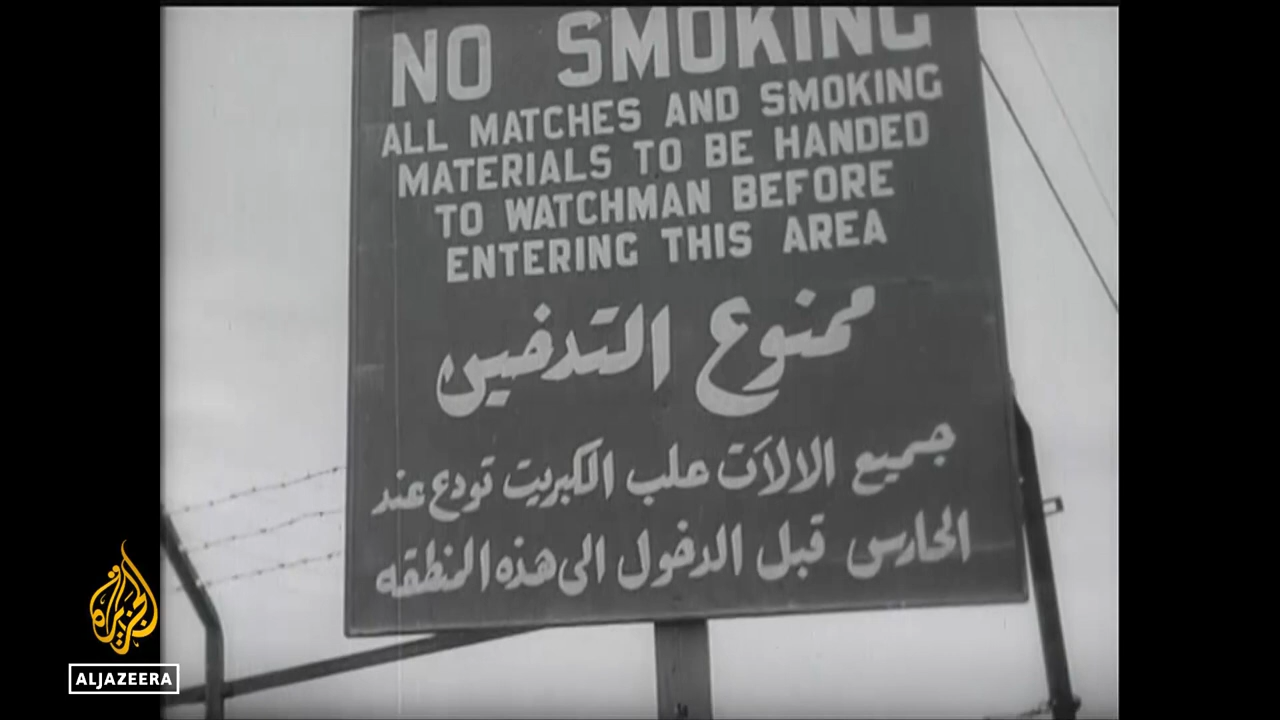 NO SMOKING
ALL MATCHES AND SMOKING
MATERIALS TO BE HANDED
TO WATCHMAN BEFORE
ENTERING THIS AREA
ممنوع التدخين
جميع الالآت علب الكبريت تودع عند
الحارس قبل الدخول الى هذه المنطقه
الجزيرة
ALJAZEERA